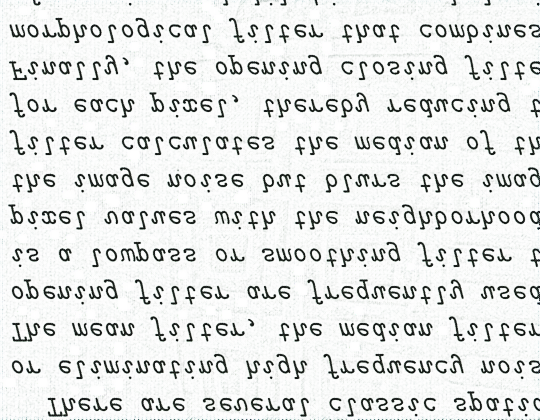 There are several classic spatia
or eliminating high frequency nois
The mean filter, the median filter
opening filter are frequently used
is a lowpass or smoothing filter t
pixel values with the neighborhood
the image noise but blurs the imag
filter calculates the median of th
for each pixel, thereby reducing t
Finally, the opening closing filte
morphological filter that combines